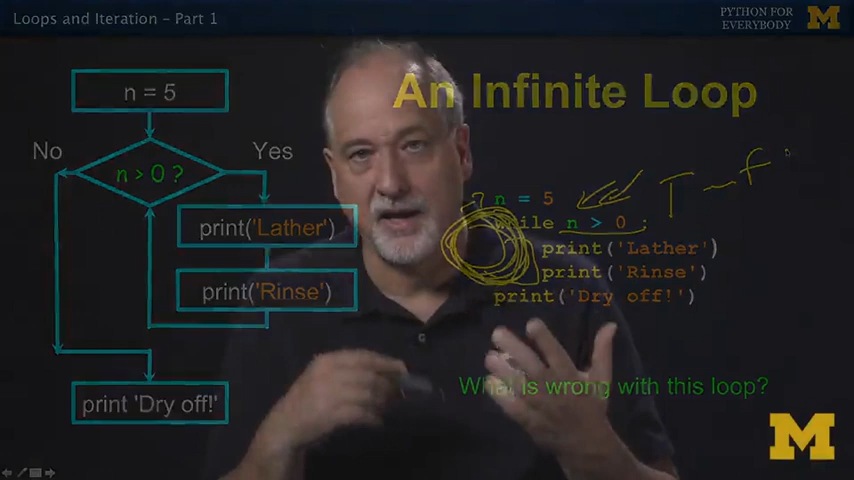 Loops and Iteration – Part 1
PYTHON FOR
EVERYBODY
M
An Infinite Loop
n = 5
No
Yes
n > 0 ?
print('Lather')
print('Rinse')
print 'Dry off!'
n = 5
while n > 0 :
print('Lather')
print('Rinse')
print('Dry off!')
What is wrong with this loop?
M